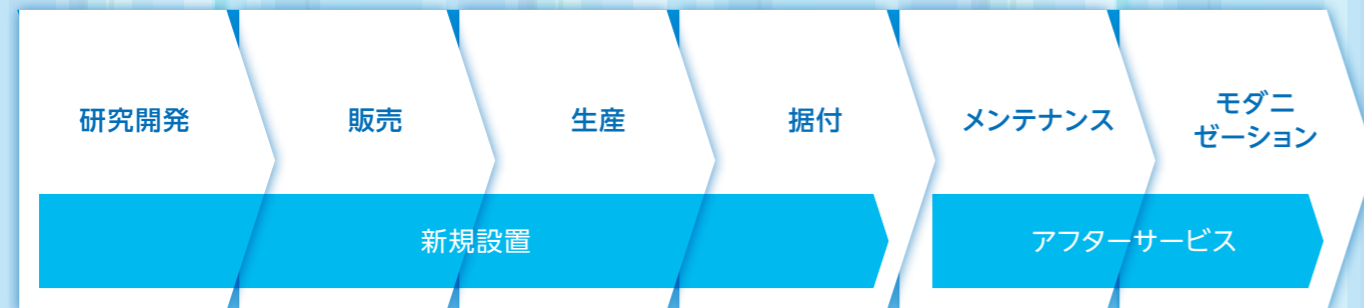 研究開発
販売
生産
据付
メンテナンス
モダニ
ゼーション
新規設置
アフターサービス